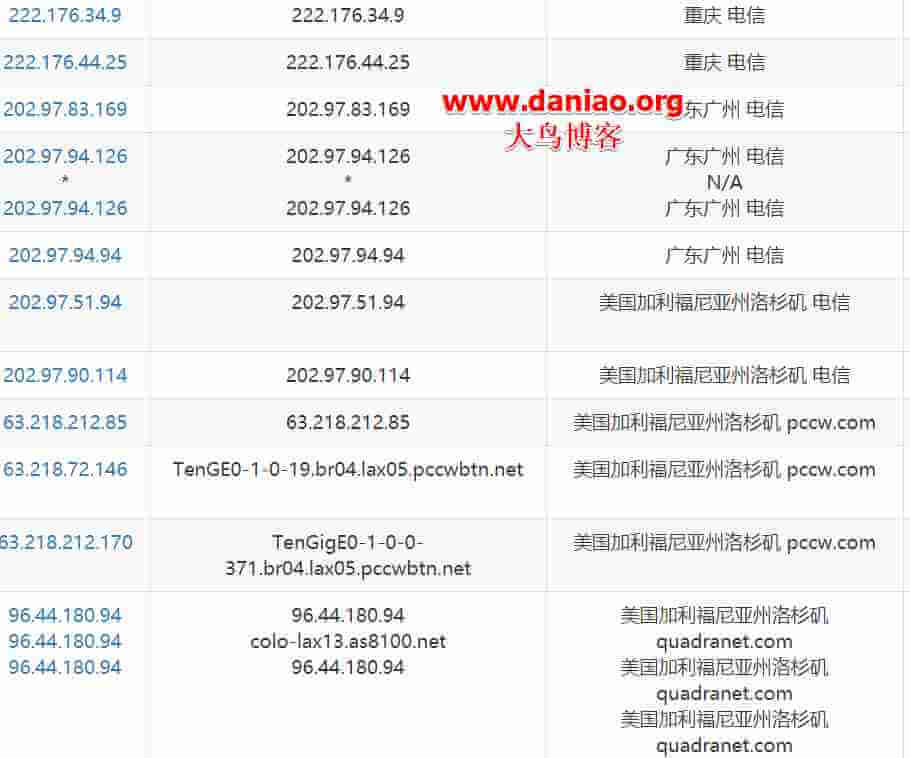 222.176.34.9 222.176.34.9 重庆 电信
222.176.44.25 222.176.44.25 重庆 电信
www.daniao.org
202.97.83.169 202.97.83.169 东广州 电信
大鸟博客
202.97.94.126 202.97.94.126 广东广州 电信
* * N/A
202.97.94.126 202.97.94.126 广东广州 电信
202.97.94.94 202.97.94.94 广东广州 电信
202.97.51.94 202.97.51.94 美国加利福尼亚州洛杉矶 电信
202.97.90.114 202.97.90.114 美国加利福尼亚州洛杉矶 电信
63.218.212.85 63.218.212.85 美国加利福尼亚州洛杉矶 pccw.com
63.218.72.146 TenGE0-1-0-19.br04.lax05.pccwbtn.net 美国加利福尼亚州洛杉矶 pccw.com
63.218.212.170 TenGigE0-1-0-0- 美国加利福尼亚州洛杉矶 pccw.com
371.br04.lax05.pccwbtn.net
96.44.180.94 96.44.180.94 美国加利福尼亚州洛杉矶
96.44.180.94 colo-lax13.as8100.net quadranet.com
96.44.180.94 96.44.180.94 美国加利福尼亚州洛杉矶
quadranet.com
美国加利福尼亚州洛杉矶
quadranet.com